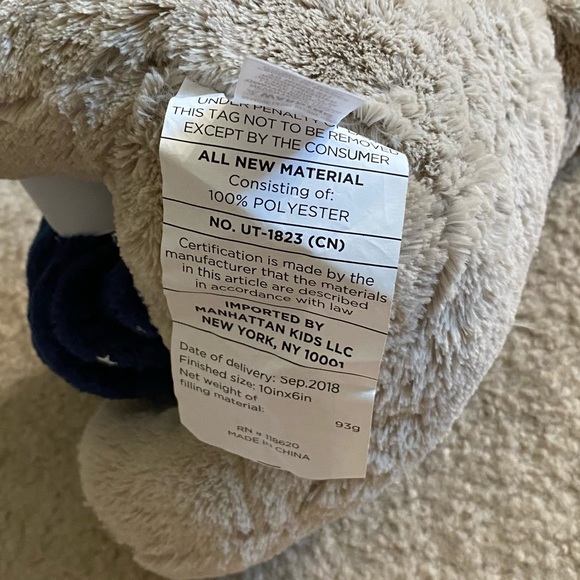 UNDER PENALTY OF
THIS TAG NOT TO BE REMOVED
EXCEPT BY THE CONSUMER
ALL NEW MATERIAL
Consisting of:
100% POLYESTER
NO. UT-1823 (CN)
Certification is made by the
manufacturer that the materials
in this article are described
in accordance with law
IMPORTED BY
MANHATTAN KIDS LLC
NEW YORK, NY 10001
Date of delivery: Sep.2018
Finished size: 10inx6in
Net weight of
filling material:
93g
RN # 118620
MADE IN CHINA